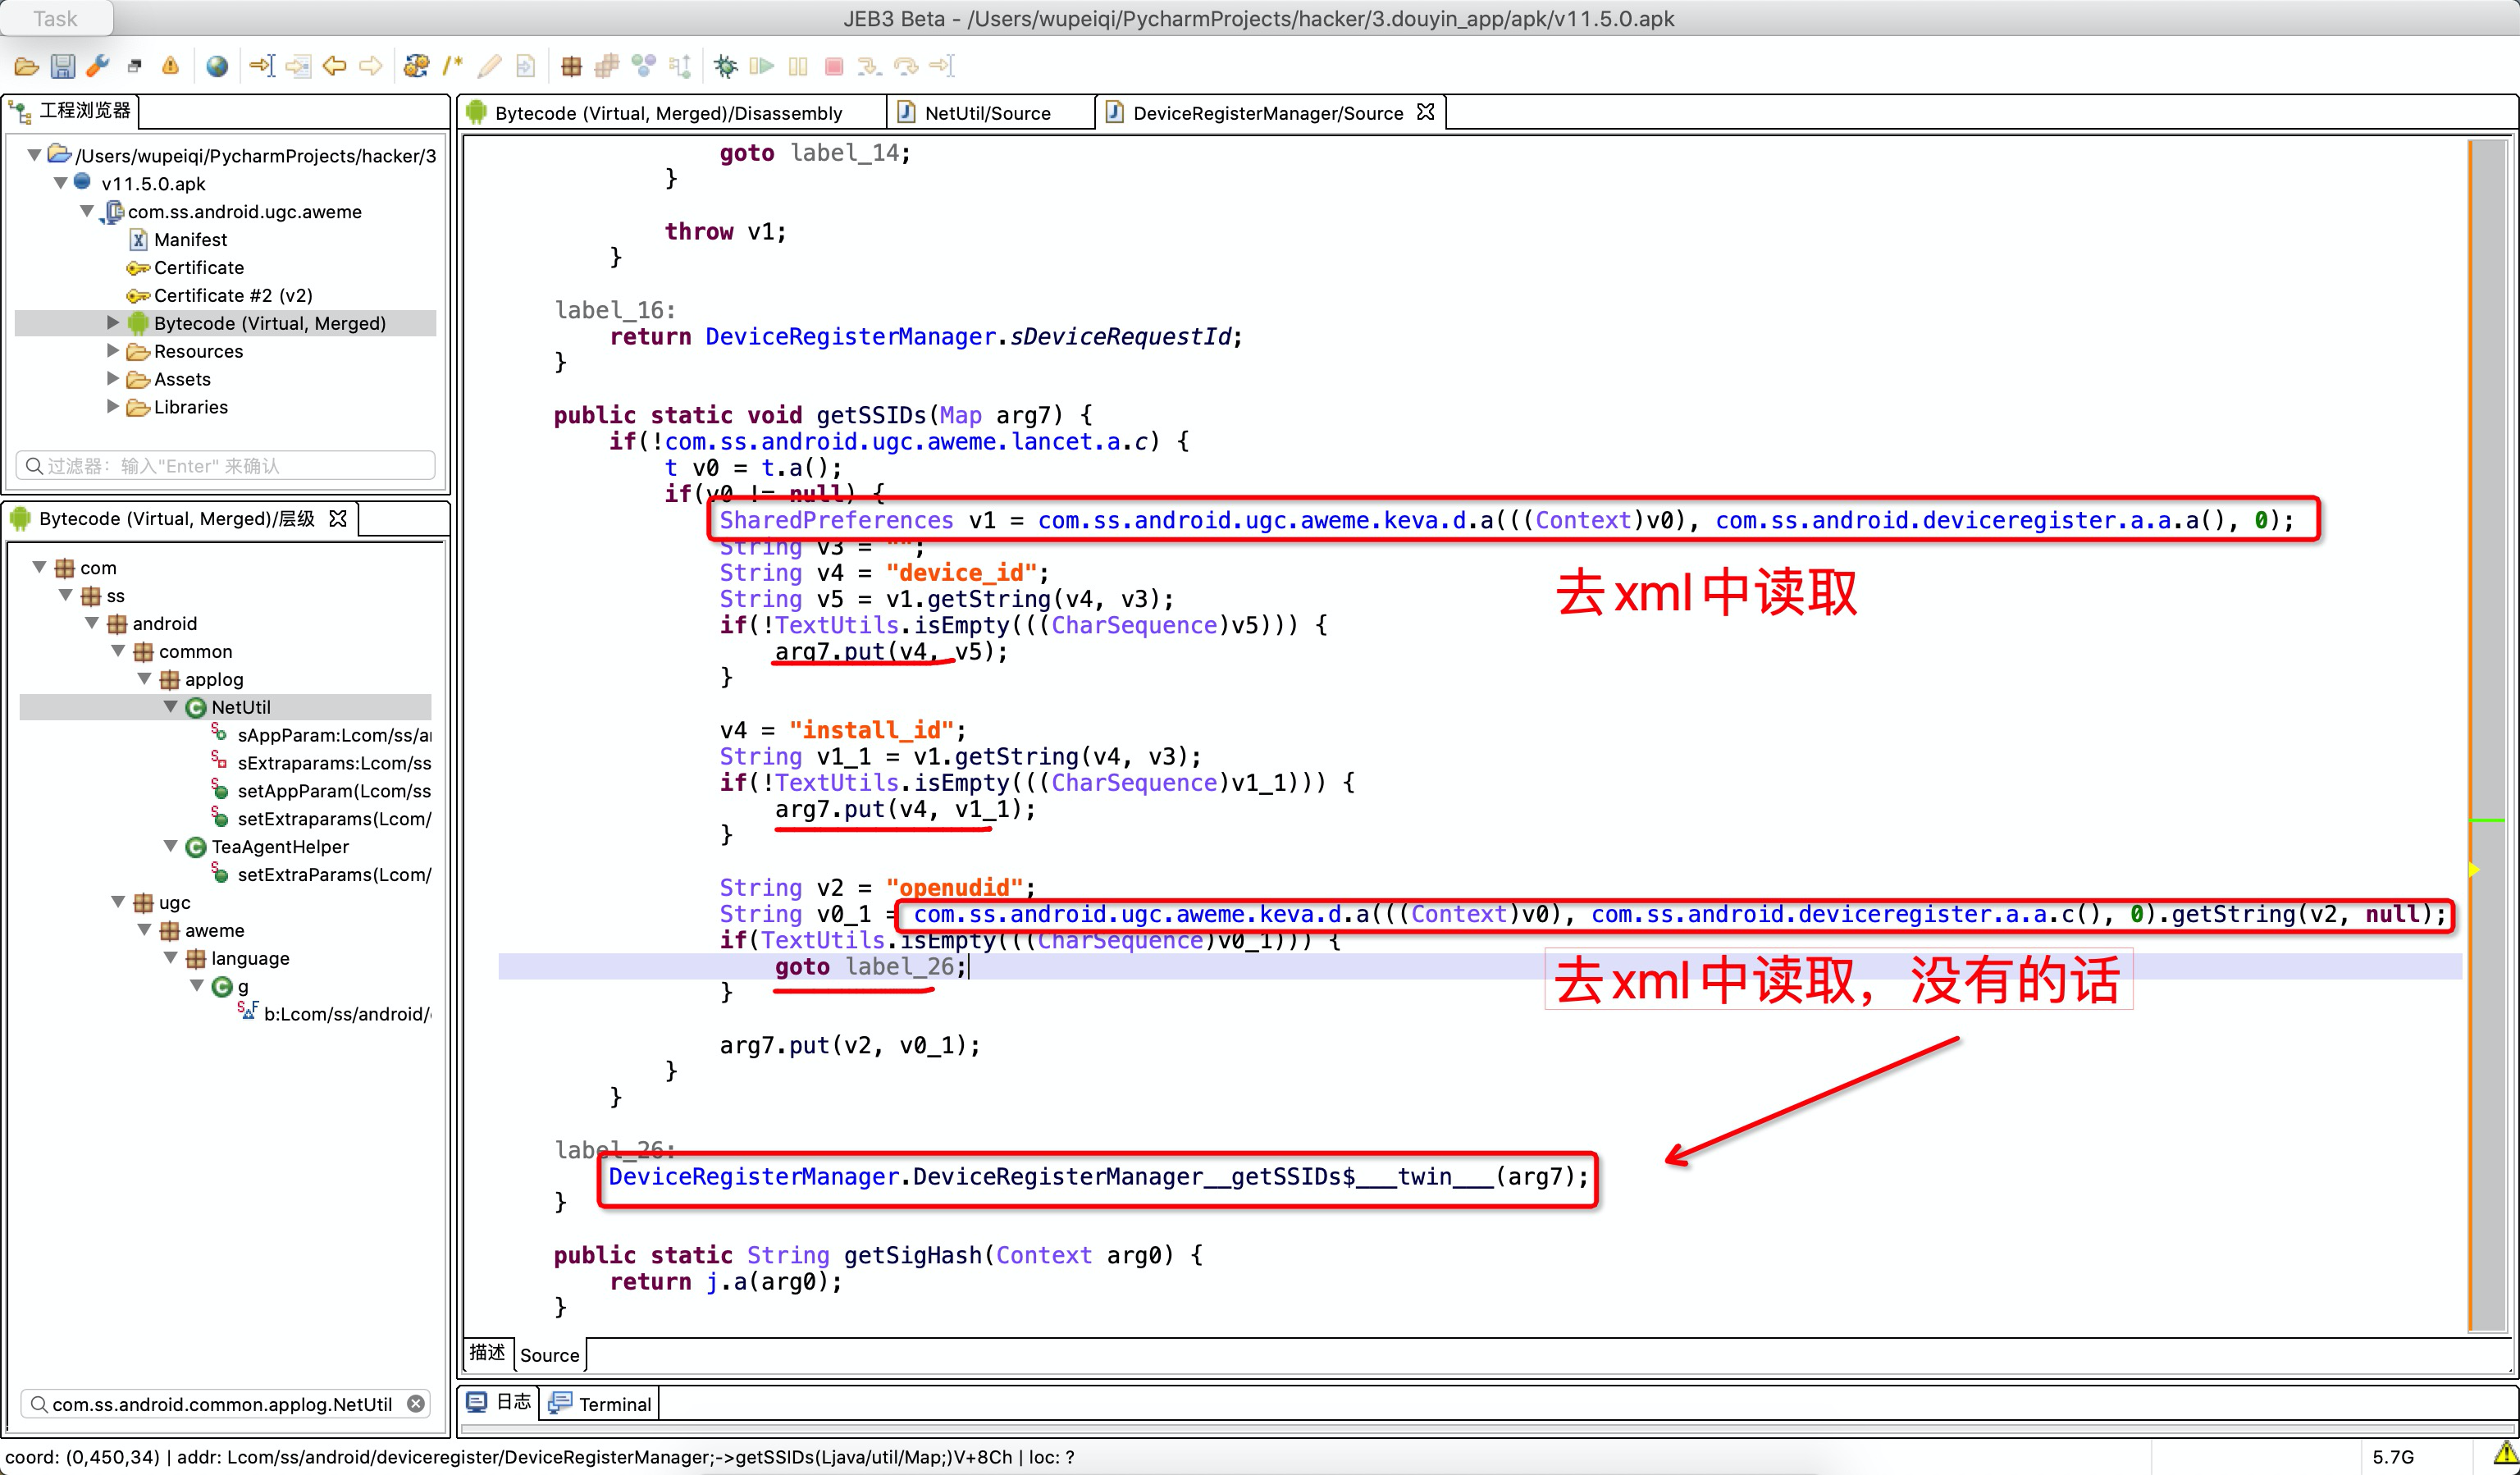 Task
JEB3 Beta - /Users/wupeiqi/PycharmProjects/hacker/3.douyin_app/apk/v11.5.0.apk
工程浏览器
/Users/wupeiqi/PycharmProjects/hacker/3
v11.5.0.apk
com.ss.android.ugc.aweme
Manifest
Certificate
Certificate #2 (v2)
Bytecode (Virtual, Merged)
Resources
Assets
Libraries
过滤器：输入"Enter" 来确认
Bytecode (Virtual, Merged)/层级
com
ss
android
common
applog
NetUtil
sAppParam:Lcom/ss/a
sExtraparams:Lcom/ss
setAppParam(Lcom/ss
setExtraparams(Lcom/
TeaAgentHelper
setExtraParams(Lcom/
ugc
aweme
language
g
b:Lcom/ss/android/
com.ss.android.common.applog.NetUtil
Bytecode (Virtual, Merged)/Disassembly
NetUtil/Source
DeviceRegisterManager/Source
goto label_14;
}
throw v1;
}
label_16:
return DeviceRegisterManager.sDeviceRequestId;
}
public static void getSSIDs(Map arg7) {
if(!com.ss.android.ugc.aweme.lancet.a.c) {
t v0 = t.a();
if(v0 != null) {
SharedPreferences v1 = com.ss.android.ugc.aweme.keva.d.a(((Context)v0), com.ss.android.deviceregister.a.a.a(), 0);
String v3 = "";
String v4 = "device_id";
去xml中读取
String v5 = v1.getString(v4, v3);
if(!TextUtils.isEmpty(((CharSequence)v5))) {
arg7.put(v4, v5);
}
v4 = "install_id";
String v1_1 = v1.getString(v4, v3);
if(!TextUtils.isEmpty(((CharSequence)v1_1))) {
arg7.put(v4, v1_1);
}
String v2 = "openudid";
String v0_1 = com.ss.android.ugc.aweme.keva.d.a(((Context)v0), com.ss.android.deviceregister.a.a.c(), 0).getString(v2, null);
if(TextUtils.isEmpty(((CharSequence)v0_1))) {
goto label_26;
去xml中读取，没有的话
}
arg7.put(v2, v0_1);
}
}
label_26:
DeviceRegisterManager.DeviceRegisterManager__getSSIDs$___twin___(arg7);
}
public static String getSigHash(Context arg0) {
return j.a(arg0);
}
描述
Source
日志
Terminal
coord: (0,450,34) | addr: Lcom/ss/android/deviceregister/DeviceRegisterManager;->getSSIDs(Ljava/util/Map;)V+8Ch | loc: ?
5.7G